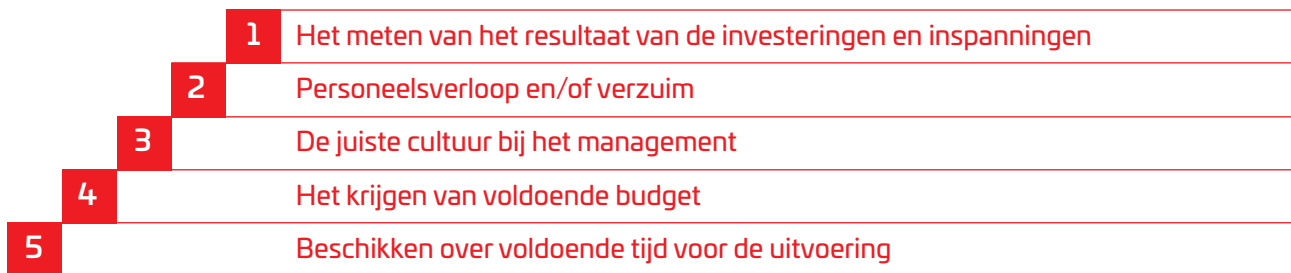 1 Het meten van het resultaat van de investeringen en inspanningen
2 Personeelsverloop en/of verzuim
3 De juiste cultuur bij het management
4 Het krijgen van voldoende budget
5 Beschikken over voldoende tijd voor de uitvoering